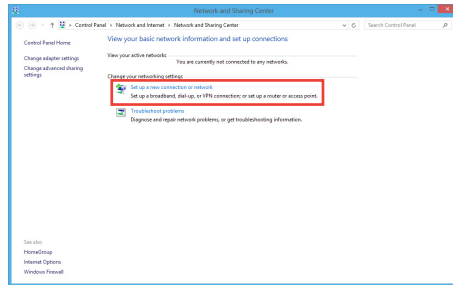 Network and Sharing Center
Control Panel Network and Internet Network and Sharing Center
Search Control Panel
Control Panel Home
Change adapter settings
Change advanced sharing
settings
View your basic network information and set up connections
View your active networks
You are currently not connected to any networks.
Change your networking settings
Set up a new connection or network
Set up a broadband, dial-up, or VPN connection; or set up a router or access point.
Troubleshoot problems
Diagnose and repair network problems, or get troubleshooting information.
See also
HomeGroup
Internet Options
Windows Firewall